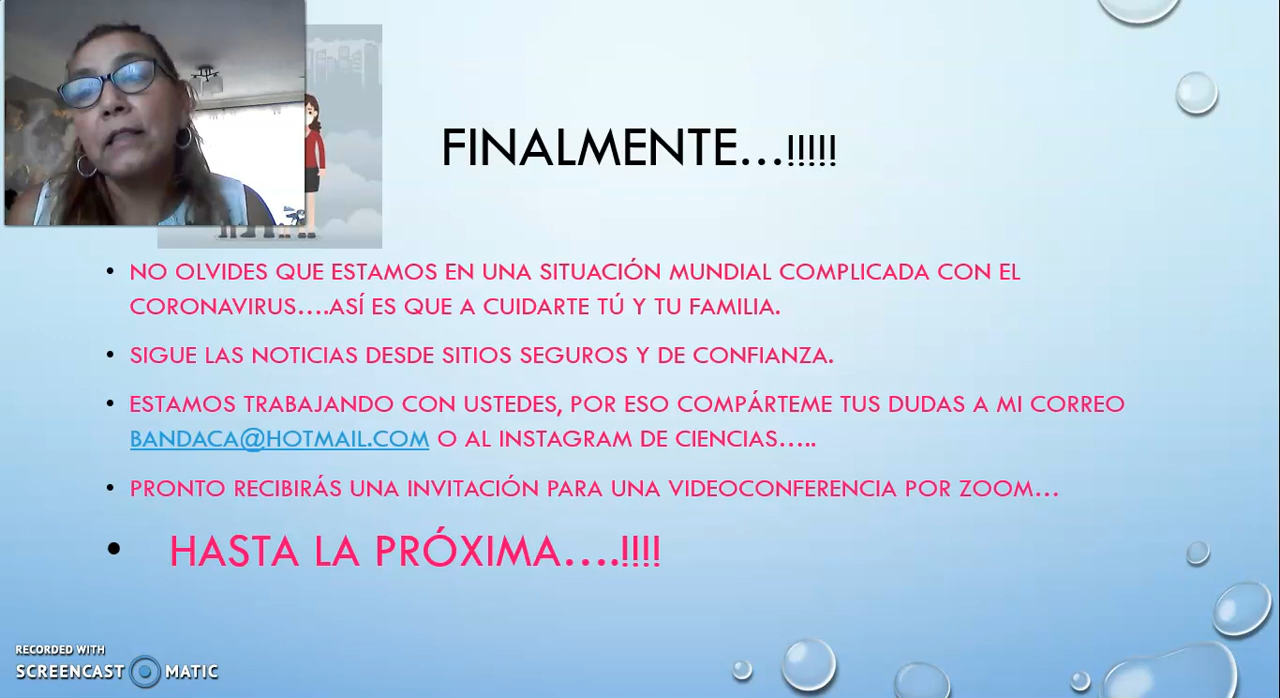 FINALMENTE...!!!!!
• NO OLVIDES QUE ESTAMOS EN UNA SITUACIÓN MUNDIAL COMPLICADA CON EL
CORONAVIRUS....ASÍ ES QUE A CUIDARTE TÚ Y TU FAMILIA.
• SIGUE LAS NOTICIAS DESDE SITIOS SEGUROS Y DE CONFIANZA.
• ESTAMOS TRABAJANDO CON USTEDES, POR ESO COMPÁRTEME TUS DUDAS A MI CORREO
BANDACA@HOTMAIL.COM O AL INSTAGRAM DE CIENCIAS.....
• PRONTO RECIBIRÁS UNA INVITACIÓN PARA UNA VIDEOCONFERENCIA POR ZOOM...
• HASTA LA PRÓXIMA....!!!!
RECORDED WITH
SCREENCAST MATIC